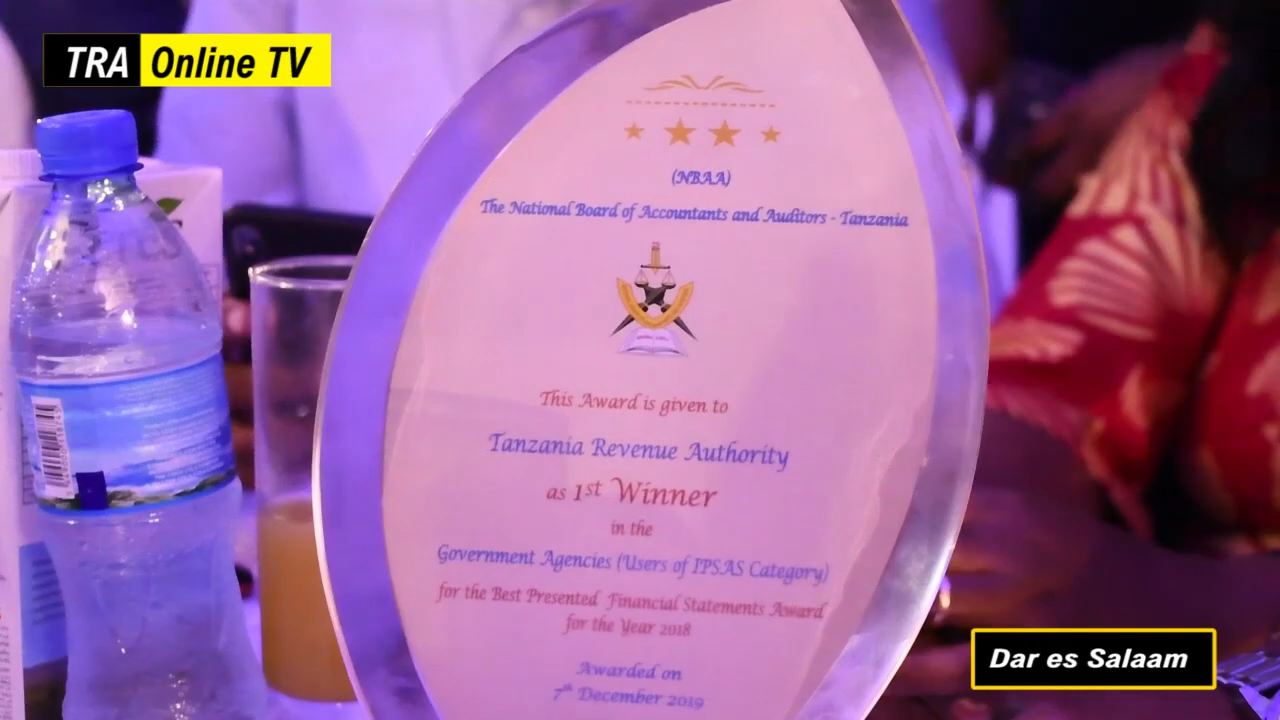 TRA Online TV
(NBAA)
The National Board of Accountants and Auditors - Tanzania
This Award is given to
Tanzania Revenue Authority
as 1st Winner
in the
Government Agencies (Users of IPSAS Category)
for the Best Presented Financial Statements Award
for the Year 2018
Awarded on
7th December 2019
Dar es Salaam